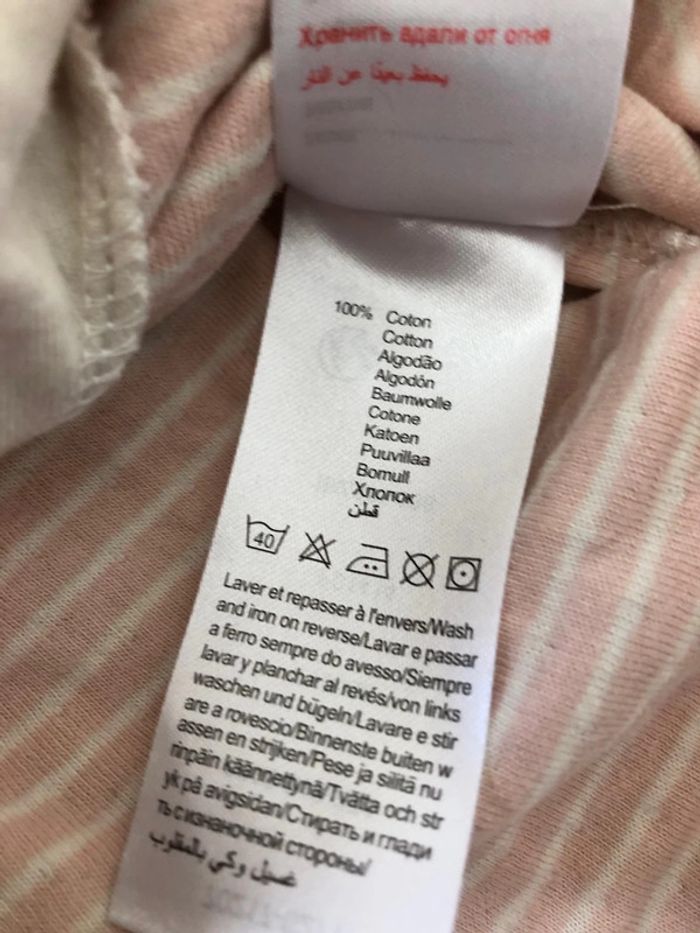 Хранить вдали от огня
يحفظ بعيدًا عن النار
100% Coton
Cotton
Algodão
Algodón
Baumwolle
Cotone
Katoen
Puuvillaa
Bomull
Хлопок
قطن
40
Laver et repasser à l'envers/Wash
and iron on reverse/Lavar e passar
a ferro sempre do avesso/Siempre
lavar y planchar al revés/von links
waschen und bügeln/Lavare e stir
are a rovescio/Binnenste buiten w
assen en strijken/Pese ja silitä nu
rinpäin käännettynä/Tvätta och str
yk på avigsidan/Стирать и глади
ть с изнаночной стороны/
غسيل وكي بالمقلوب